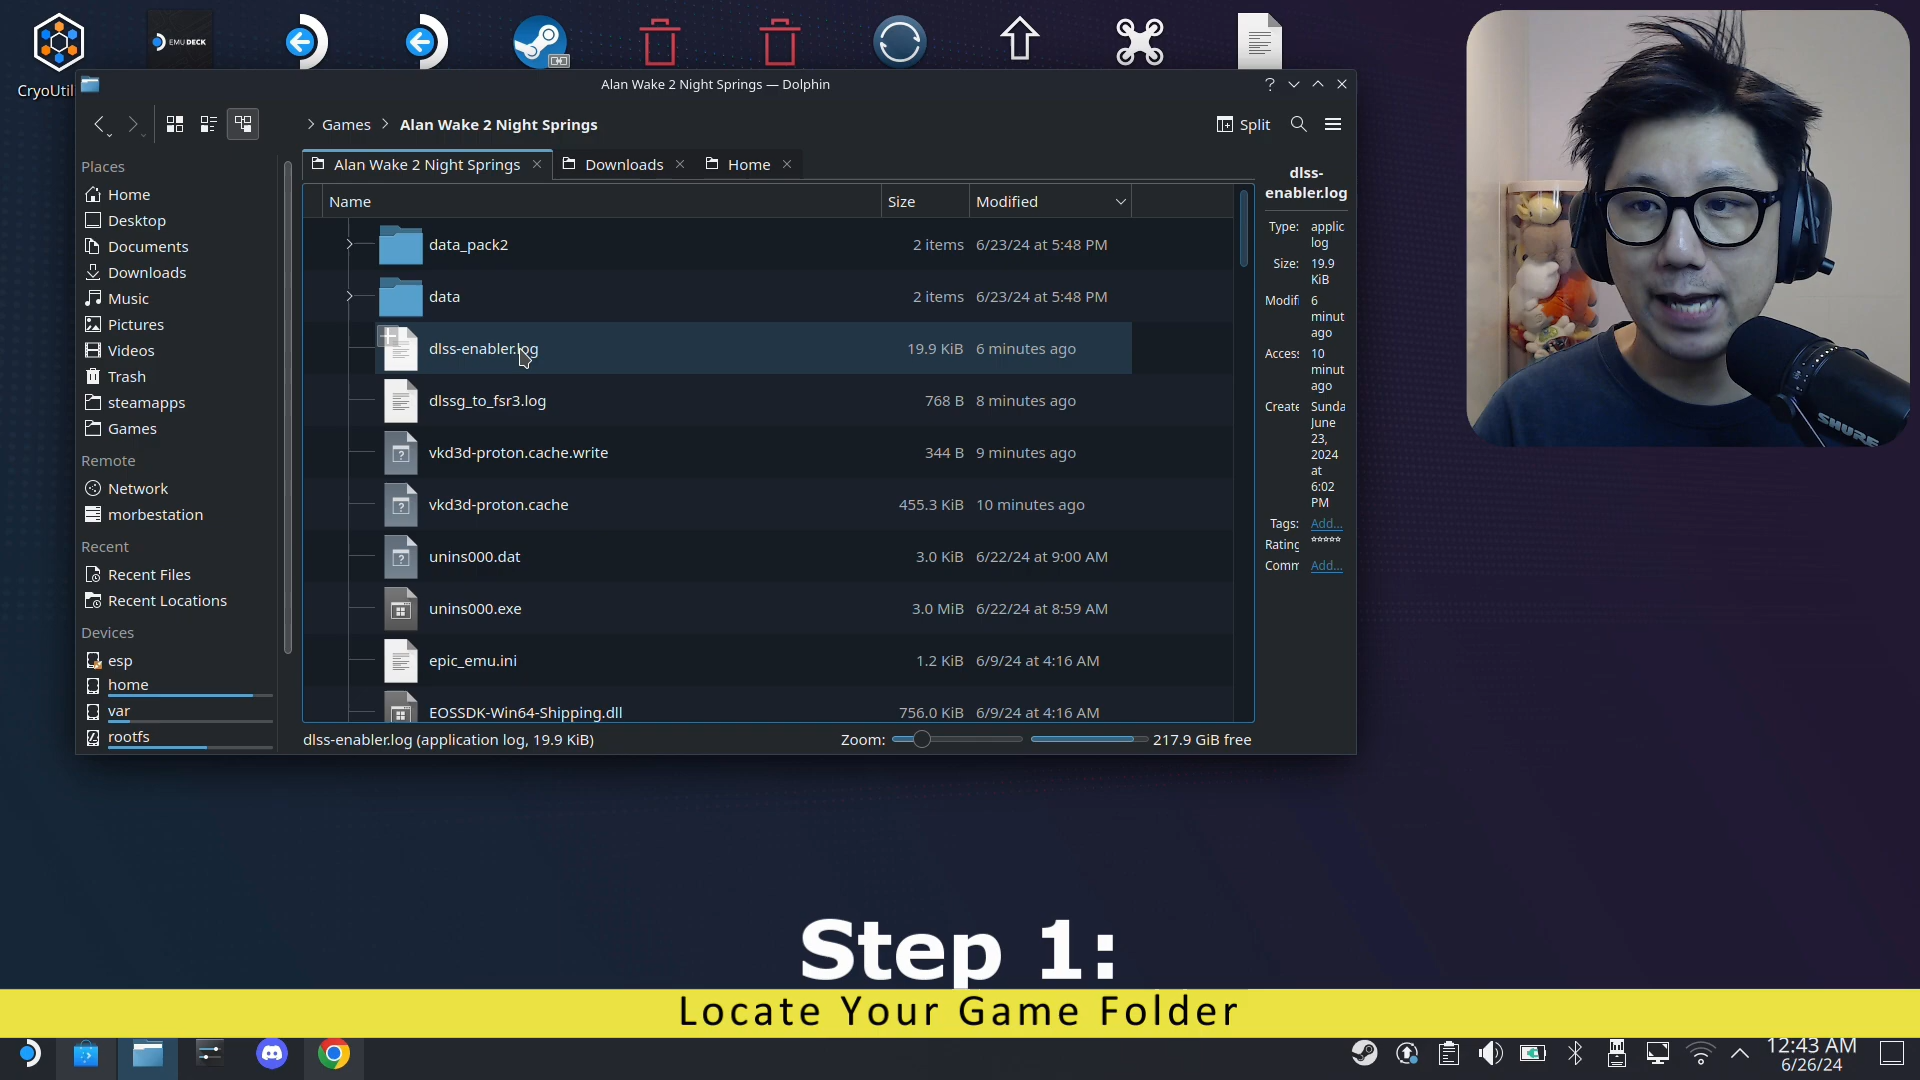 EMUDECK
CryoUtil
Alan Wake 2 Night Springs — Dolphin
Games > Alan Wake 2 Night Springs
Split
Alan Wake 2 Night Springs
Downloads
Home
Places
Home
Desktop
Documents
Downloads
Music
Pictures
Videos
Trash
steamapps
Games
Remote
Network
morbestation
Recent
Recent Files
Recent Locations
Devices
esp
home
var
rootfs
Name Size Modified
data_pack2 2 items 6/23/24 at 5:48 PM
data 2 items 6/23/24 at 5:48 PM
dlss-enabler.log 19.9 KiB 6 minutes ago
dlssg_to_fsr3.log 768 B 8 minutes ago
vkd3d-proton.cache.write 344 B 9 minutes ago
vkd3d-proton.cache 455.3 KiB 10 minutes ago
unins000.dat 3.0 KiB 6/22/24 at 9:00 AM
unins000.exe 3.0 MiB 6/22/24 at 8:59 AM
epic_emu.ini 1.2 KiB 6/9/24 at 4:16 AM
EOSSDK-Win64-Shipping.dll 756.0 KiB 6/9/24 at 4:16 AM
dlss-enabler.log (application log, 19.9 KiB)
Zoom:
217.9 GiB free
dlss-
enabler.log
Type: applic
log
Size: 19.9
KiB
Modifi 6
minut
ago
Access 10
minut
ago
Create Sunda
June
23,
2024
at
6:02
PM
Tags: Add...
Rating
Comm Add...
SHURE
Step 1:
Locate Your Game Folder
12:43 AM
6/26/24